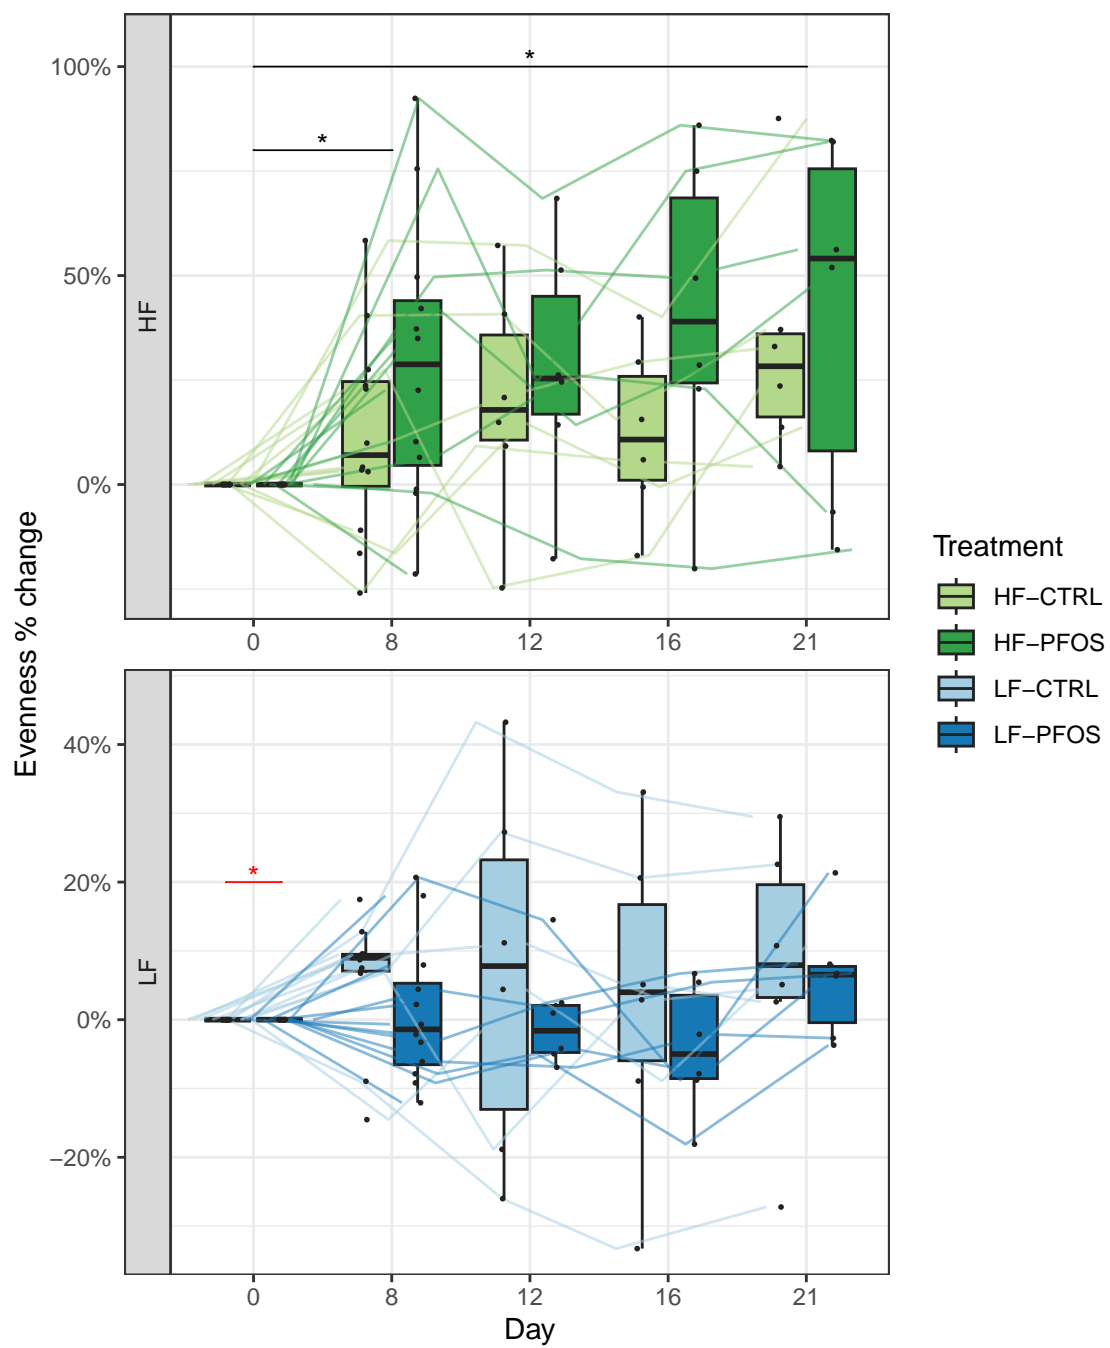 *
100%
*
50%
0%
HF
0
8
12
16
21
Evenness % change
Treatment
HF−CTRL
HF−PFOS
LF−CTRL
LF−PFOS
40%
*
20%
0%
−20%
LF
0
8
12
16
21
Day